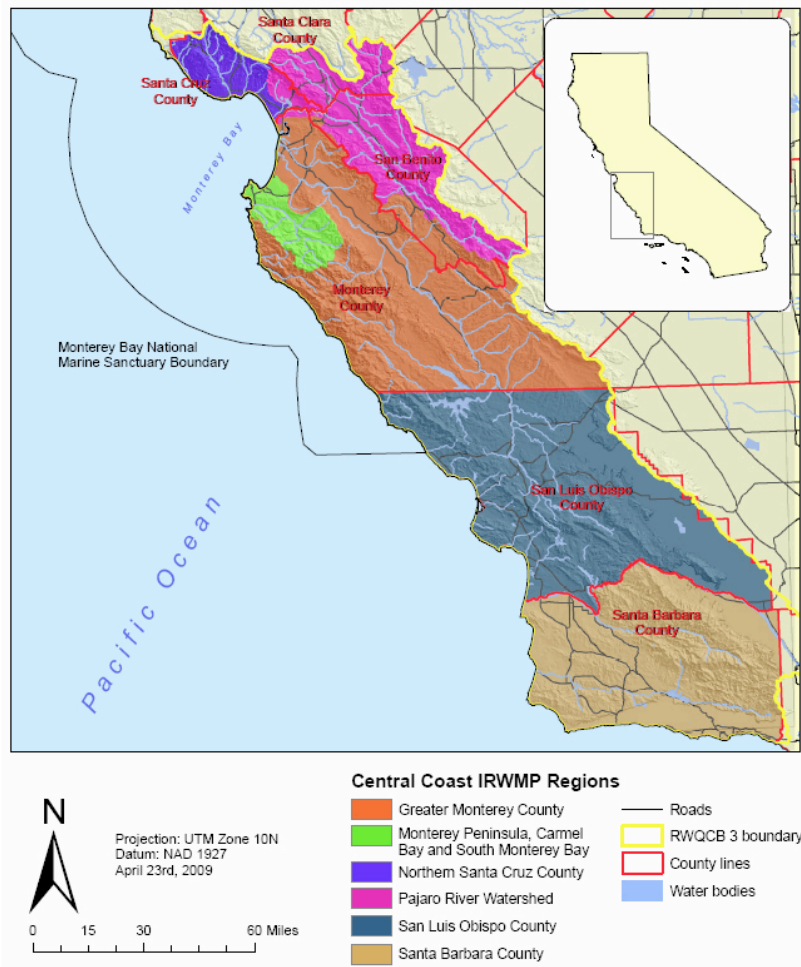 Santa Clara
County
Santa Cruz
County
Monterey Bay
San Benito
County
Monterey
County
Monterey Bay National
Marine Sanctuary Boundary
San Luis Obispo
County
Pacific Ocean
Santa Barbara
County
N
Projection: UTM Zone 10N
Datum: NAD 1927
April 23rd, 2009
0 15 30 60 Miles
Central Coast IRWMP Regions
Greater Monterey County
Monterey Peninsula, Carmel
Bay and South Monterey Bay
Northern Santa Cruz County
Pajaro River Watershed
San Luis Obispo County
Santa Barbara County
Roads
RWQCB 3 boundary
County lines
Water bodies